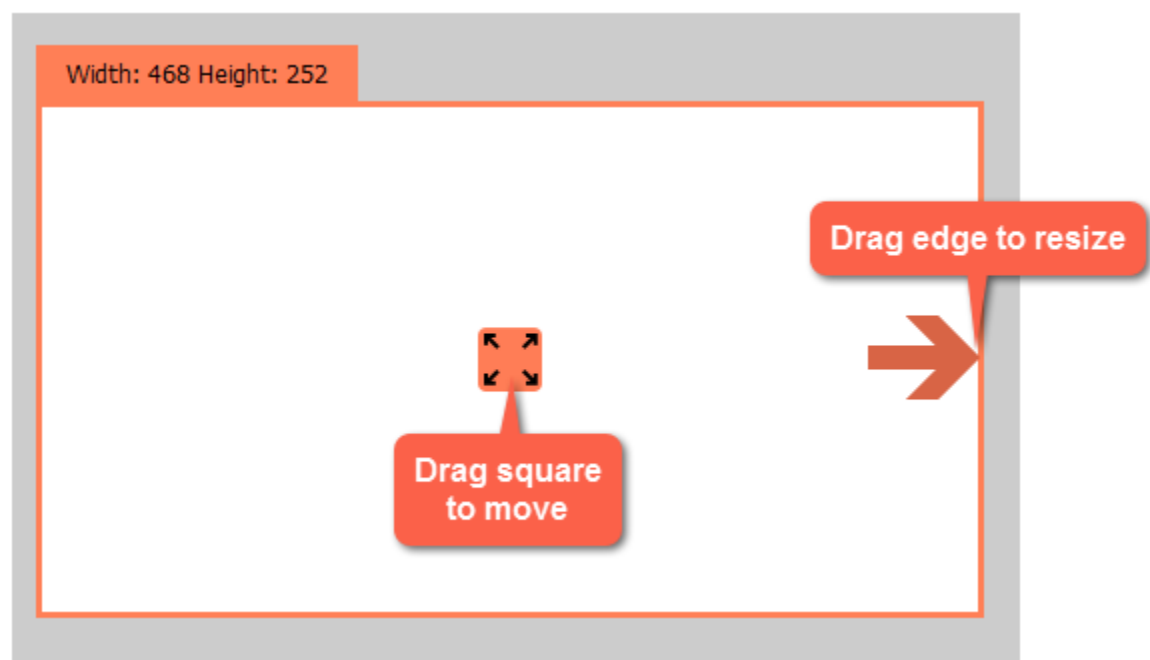 Width: 468 Height: 252
Drag edge to resize
Drag square
to move